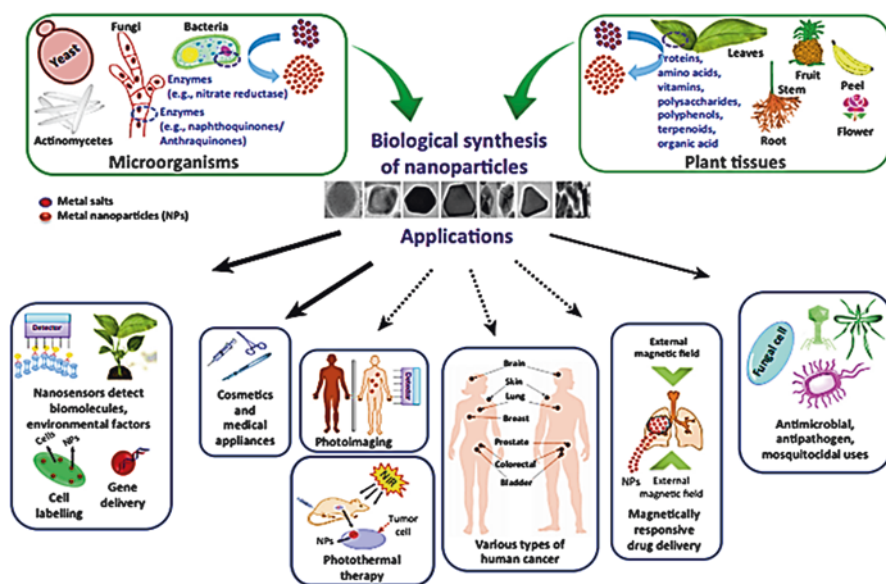 Yeast
Fungi
Bacteria
Enzymes
(e.g., nitrate reductase)
Enzymes
(e.g., naphthoquinones/
Anthraquinones)
Actinomycetes
Microorganisms
Leaves
Proteins,
amino acids,
vitamins,
polysaccharides,
polyphenols,
terpenoids,
organic acid
Stem
Root
Fruit
Peel
Flower
Plant tissues
Biological synthesis
of nanoparticles
Metal salts
Metal nanoparticles (NPs)
Applications
Detector
Nanosensors detect
biomolecules,
environmental factors
Cells
NPs
Cell
labelling
Gene
delivery
Cosmetics
and
medical
appliances
Detector
Photoimaging
NIR
Tumor
cell
NPs
Photothermal
therapy
Brain
Skin
Lung
Breast
Prostate
Colorectal
Bladder
Various types of
human cancer
External
magnetic field
NPs
External
magnetic field
Magnetically
responsive
drug delivery
Fungal cell
Antimicrobial,
antipathogen,
mosquitocidal uses